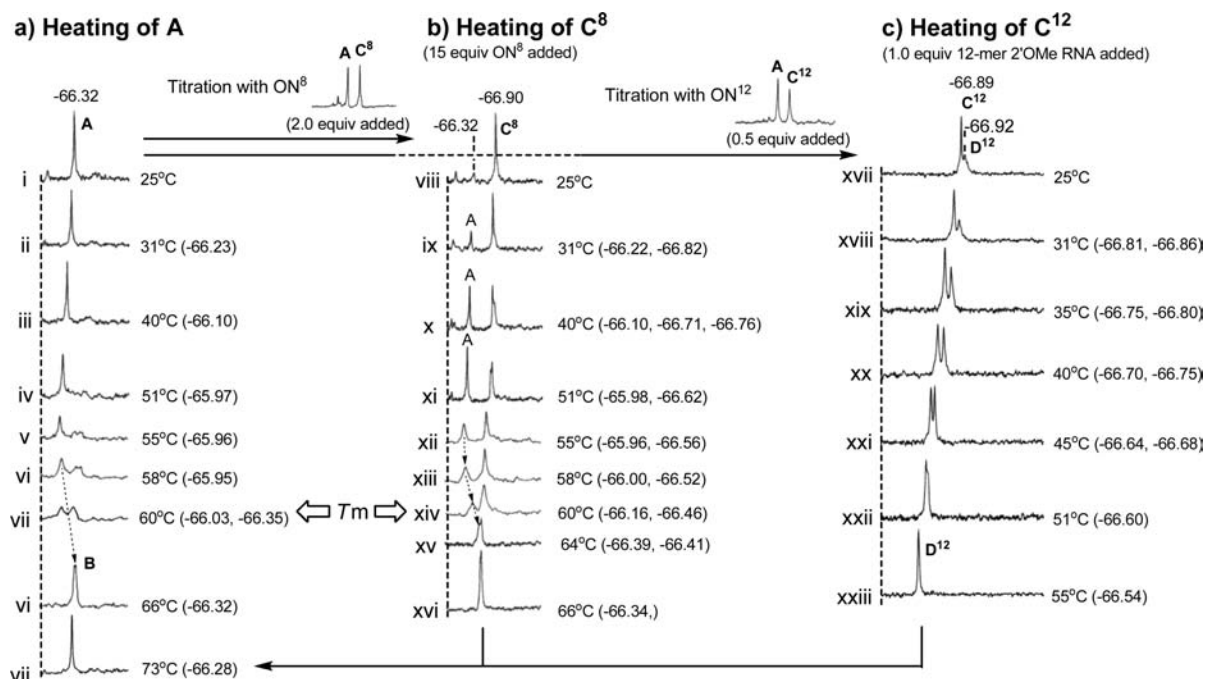 a) Heating of A
b) Heating of C⁸
(15 equiv ON⁸ added)
c) Heating of C¹²
(1.0 equiv 12-mer 2'OMe RNA added)
-66.32
A
Titration with ON⁸
A C⁸
(2.0 equiv added)
-66.90
-66.32
C⁸
Titration with ON¹²
A
C¹²
(0.5 equiv added)
-66.89
C¹²
-66.92
D¹²
i 25°C
ii 31°C (-66.23)
iii 40°C (-66.10)
iv 51°C (-65.97)
v 55°C (-65.96)
vi 58°C (-65.95)
vii 60°C (-66.03, -66.35)
Tm
B
vi 66°C (-66.32)
vii 73°C (-66.28)
viii 25°C
A
ix 31°C (-66.22, -66.82)
A
x 40°C (-66.10, -66.71, -66.76)
A
xi 51°C (-65.98, -66.62)
xii 55°C (-65.96, -66.56)
xiii 58°C (-66.00, -66.52)
xiv 60°C (-66.16, -66.46)
xv 64°C (-66.39, -66.41)
xvi 66°C (-66.34,)
xvii 25°C
xviii 31°C (-66.81, -66.86)
xix 35°C (-66.75, -66.80)
xx 40°C (-66.70, -66.75)
xxi 45°C (-66.64, -66.68)
xxii 51°C (-66.60)
D¹²
xxiii 55°C (-66.54)